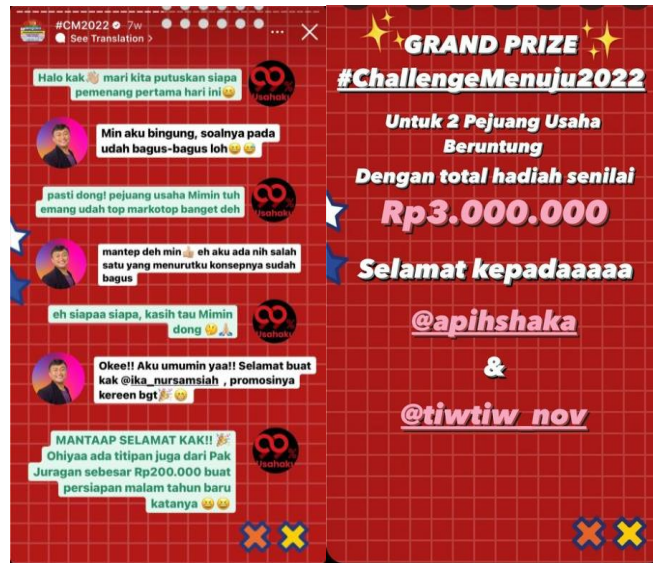 #CM2022 7w
See Translation >
Halo kak👋🏼 mari kita putuskan siapa
pemenang pertama hari ini😄
99%
Usahaku
Min aku bingung, soalnya pada
udah bagus-bagus loh😆😅
pasti dong! pejuang usaha Mimin tuh
emang udah top markotop banget deh
99%
Usahaku
mantep deh min👍🏼 eh aku ada nih salah
satu yang menurutku konsepnya sudah
bagus
eh siapaa siapa, kasih tau Mimin
dong 🤔🙏🏼
99%
Usahaku
Okee!! Aku umumin yaa!! Selamat buat
kak @ika_nursamsiah , promosinya
kereen bgt🎉🤭
MANTAAP SELAMAT KAK!! 🎉
Ohiyaa ada titipan juga dari Pak
Juragan sebesar Rp200.000 buat
persiapan malam tahun baru
katanya 😀😄
99%
Usahaku
GRAND PRIZE
#ChallengeMenuju2022
Untuk 2 Pejuang Usaha
Beruntung
Dengan total hadiah senilai
Rp3.000.000
Selamat kepadaaaaa
@apihshaka
&
@tiwtiw_nov